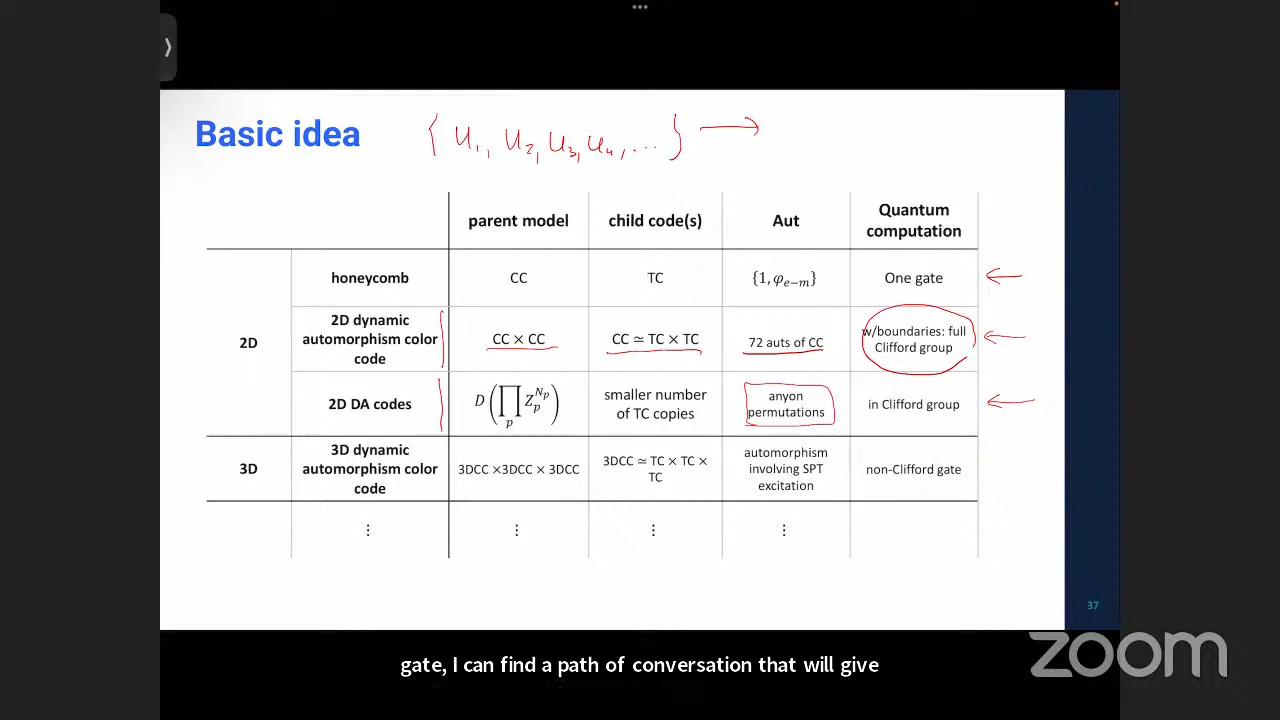 Basic idea
{ U1, U2, U3, U4, ... } →
parent model
child code(s)
Aut
Quantum
computation
2D
honeycomb
CC
TC
{1, φe−m}
One gate
2D dynamic
automorphism color
code
CC × CC
CC ≃ TC × TC
72 auts of CC
w/boundaries: full
Clifford group
2D DA codes
D(∏p Zp^Np)
smaller number
of TC copies
anyon
permutations
in Clifford group
3D
3D dynamic
automorphism color
code
3DCC ×3DCC × 3DCC
3DCC ≃ TC × TC ×
TC
automorphism
involving SPT
excitation
non-Clifford gate
⋮
⋮
⋮
⋮
37
gate, I can find a path of conversation that will give
zoom